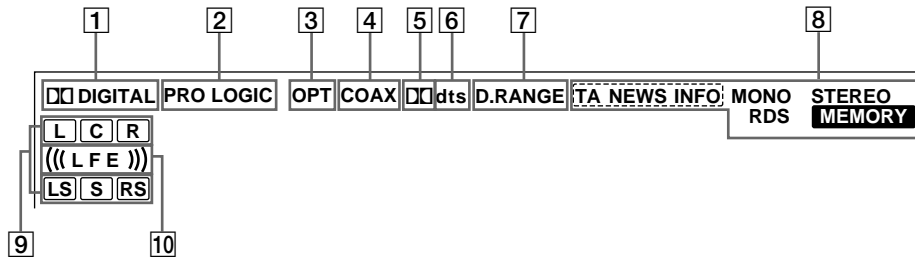 1 2 3 4 5 6 7 8
DIGITAL PRO LOGIC OPT COAX dts D.RANGE TA NEWS INFO MONO STEREO
RDS MEMORY
L C R
((( L F E )))
LS S RS
9 10